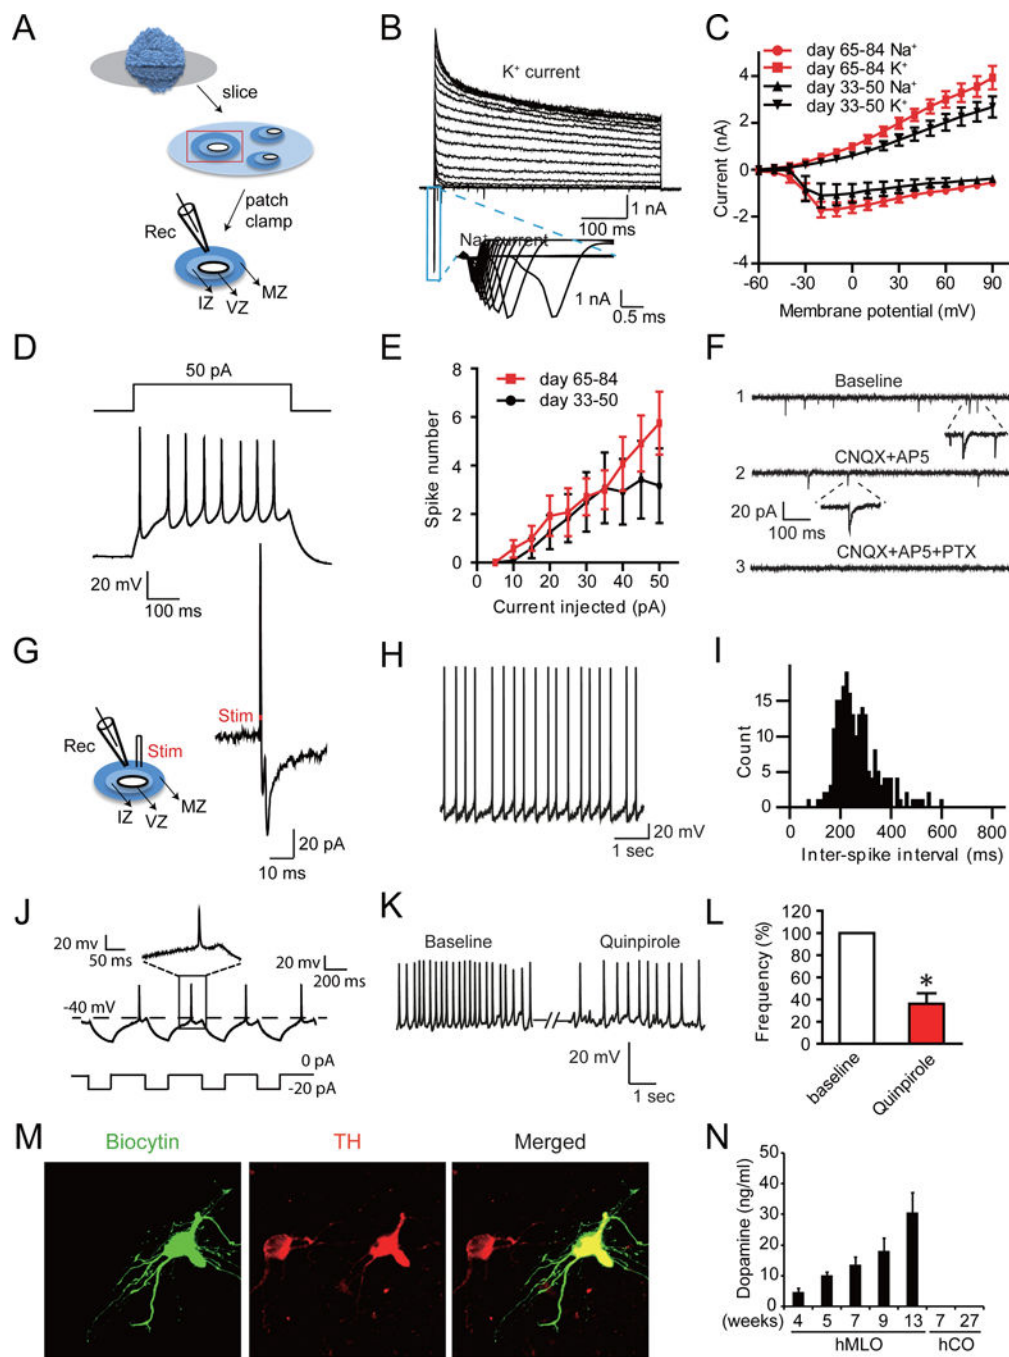 A
slice
patch
clamp
Rec
IZ
VZ
MZ
B
K+ current
1 nA
100 ms
Na+ current
1 nA
0.5 ms
C
day 65-84 Na+
day 65-84 K+
day 33-50 Na+
day 33-50 K+
Current (nA)
4
2
0
-2
-4
-60
-30
0
30
60
90
Membrane potential (mV)
D
50 pA
20 mV
100 ms
E
day 65-84
day 33-50
Spike number
8
6
4
2
0
0
10
20
30
40
50
Current injected (pA)
F
Baseline
1
CNQX+AP5
2
20 pA
100 ms
CNQX+AP5+PTX
3
G
Rec
Stim
IZ
VZ
MZ
Stim
20 pA
10 ms
H
20 mV
1 sec
I
Count
15
10
5
0
0
200
400
600
800
Inter-spike interval (ms)
J
20 mv
50 ms
20 mv
200 ms
-40 mV
0 pA
-20 pA
K
Baseline
Quinpirole
20 mV
1 sec
L
Frequency (%)
120
100
80
60
40
20
0
*
baseline
Quinpirole
M
Biocytin
TH
Merged
N
Dopamine (ng/ml)
50
40
30
20
10
0
(weeks) 4 5 7 9 13 7 27
hMLO hCO